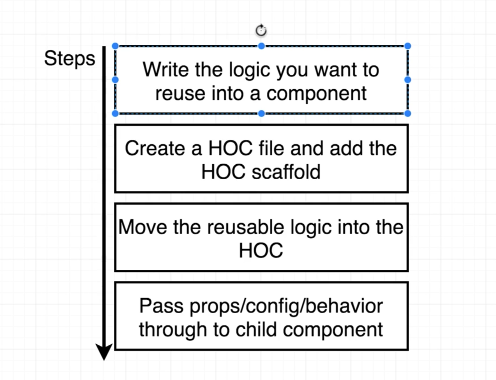 Steps
Write the logic you want to
reuse into a component
Create a HOC file and add the
HOC scaffold
Move the reusable logic into the
HOC
Pass props/config/behavior
through to child component